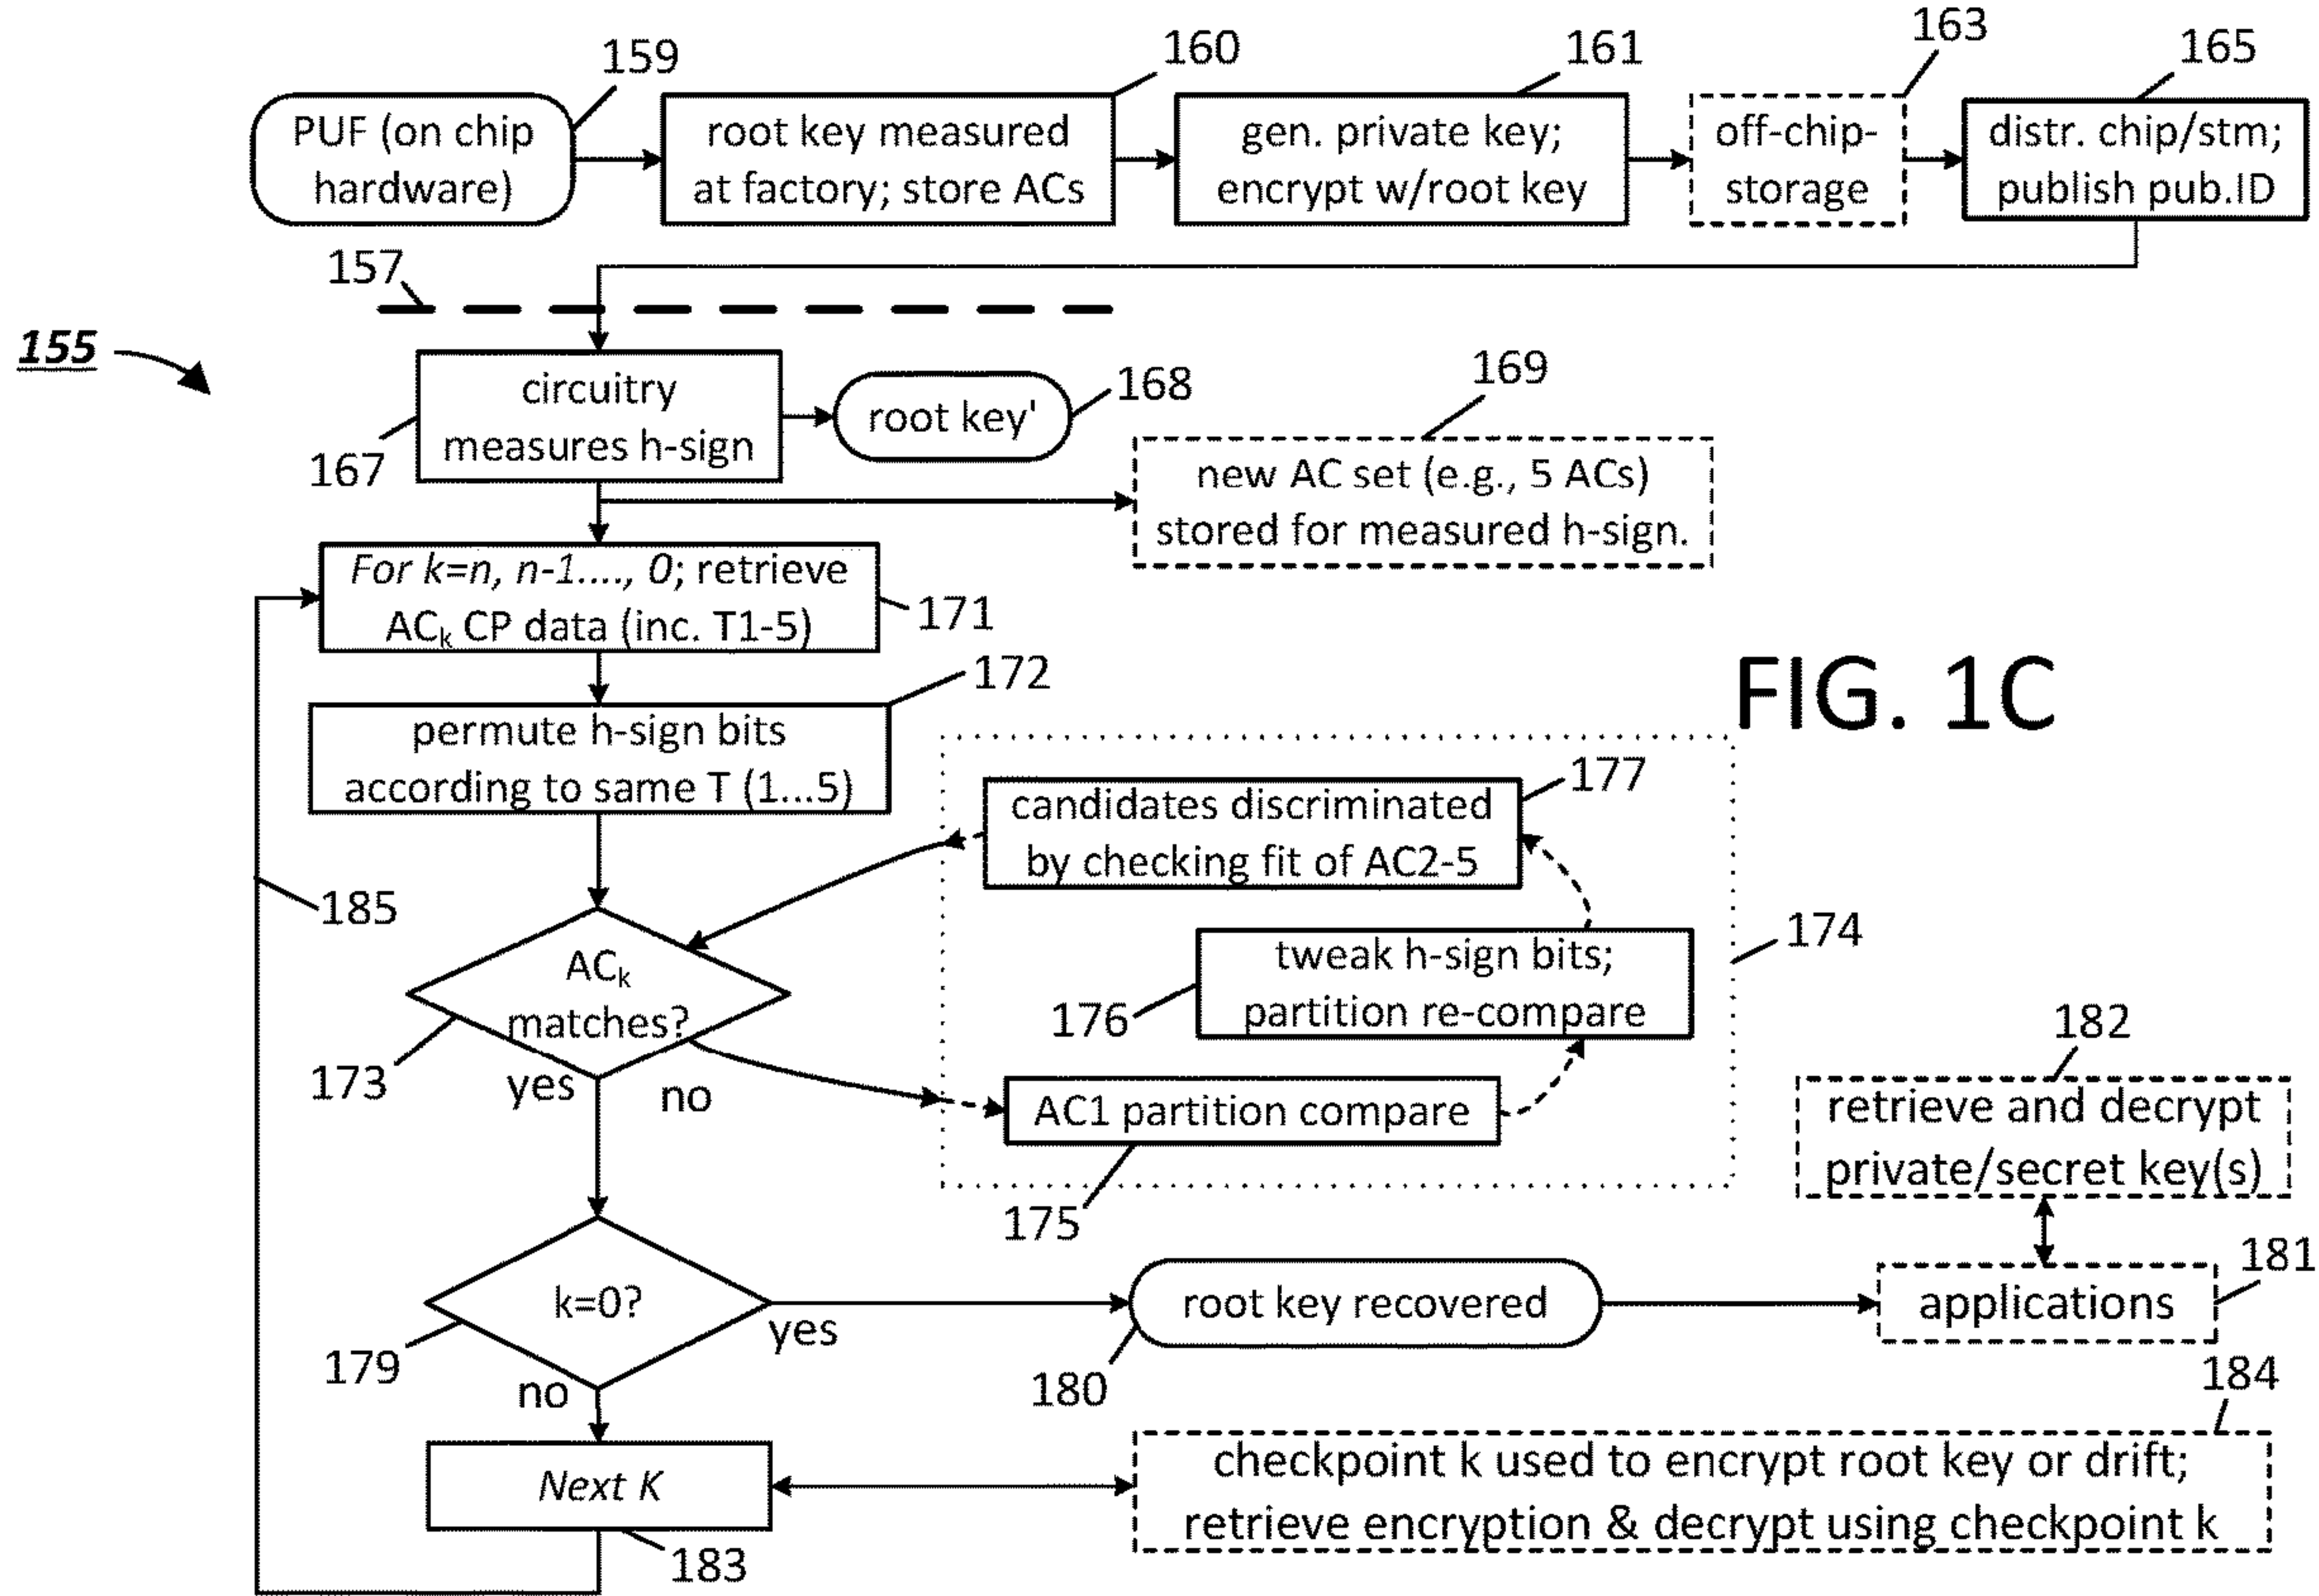 159
160
161
163
165
PUF (on chip
hardware)
root key measured
at factory; store ACs
gen. private key;
encrypt w/root key
off-chip-
storage
distr. chip/stm;
publish pub.ID
157
155
circuitry
measures h-sign
167
root key'
168
169
new AC set (e.g., 5 ACs)
stored for measured h-sign.
For k=n, n-1...., 0; retrieve
ACk CP data (inc. T1-5)
171
FIG. 1C
172
permute h-sign bits
according to same T (1...5)
177
candidates discriminated
by checking fit of AC2-5
185
174
tweak h-sign bits;
partition re-compare
176
ACk
matches?
173
yes
no
AC1 partition compare
175
182
retrieve and decrypt
private/secret key(s)
181
k=0?
yes
179
no
root key recovered
180
applications
184
Next K
183
checkpoint k used to encrypt root key or drift;
retrieve encryption & decrypt using checkpoint k